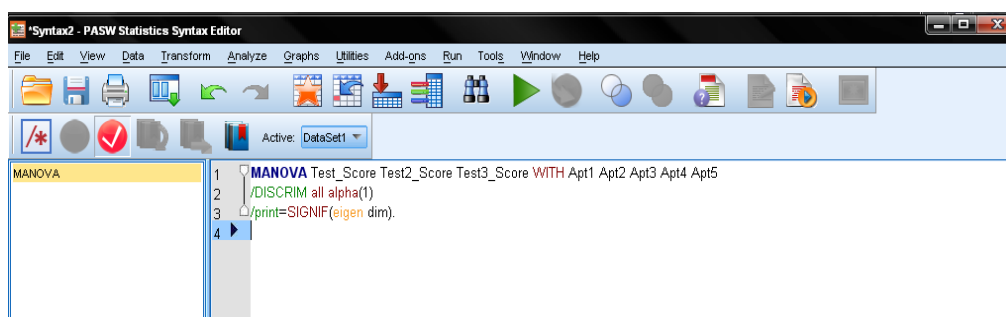 *Syntax2 - PASW Statistics Syntax Editor
File Edit View Data Transform Analyze Graphs Utilities Add-ons Run Tools Window Help
Active: DataSet1
MANOVA
1 MANOVA Test_Score Test2_Score Test3_Score WITH Apt1 Apt2 Apt3 Apt4 Apt5
2 /DISCRIM all alpha(1)
3 /print=SIGNIF(eigen dim).
4